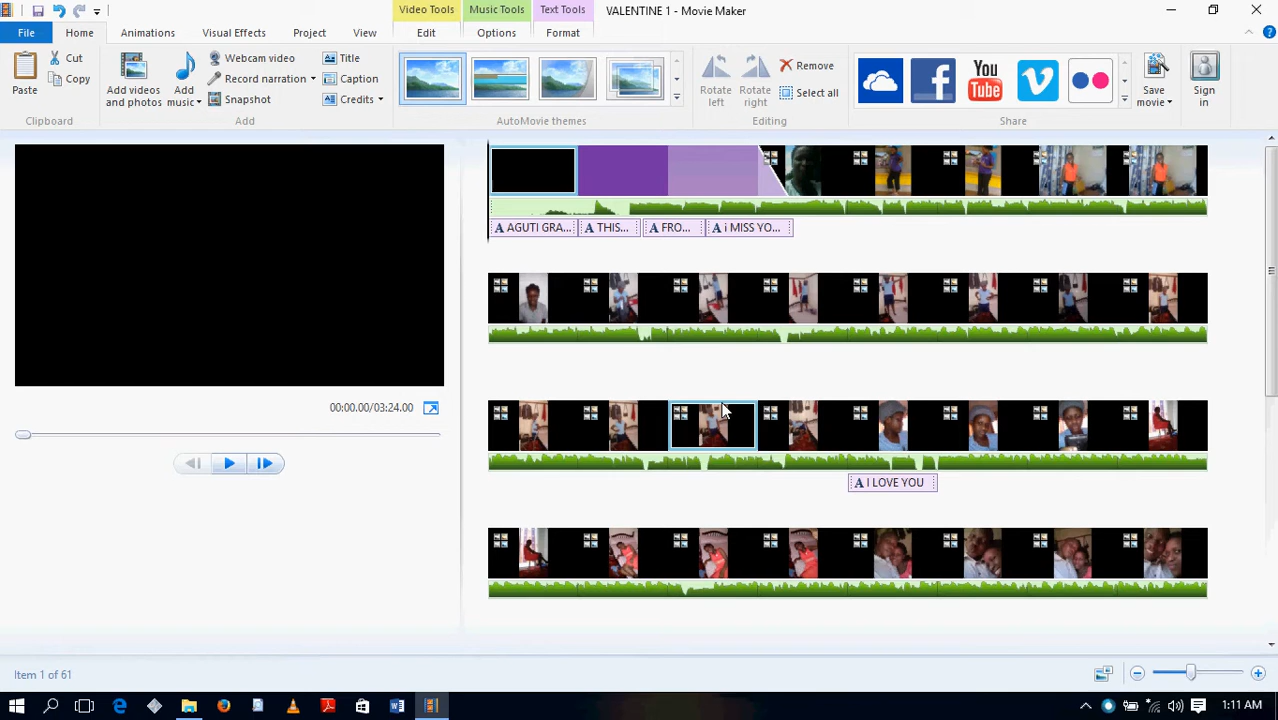 Video Tools Music Tools Text Tools VALENTINE 1 - Movie Maker
File Home Animations Visual Effects Project View Edit Options Format
Paste
Cut
Copy
Clipboard
Add videos
and photos
Add
music
Webcam video
Record narration
Snapshot
Title
Caption
Credits
Add
AutoMovie themes
Rotate
left
Rotate
right
Remove
Select all
Editing
f
You
Tube
Share
Save
movie
Sign
in
A AGUTI GRA... A THIS... A FRO... A i MISS YO...
00:00.00/03:24.00
A I LOVE YOU
Item 1 of 61
1:11 AM